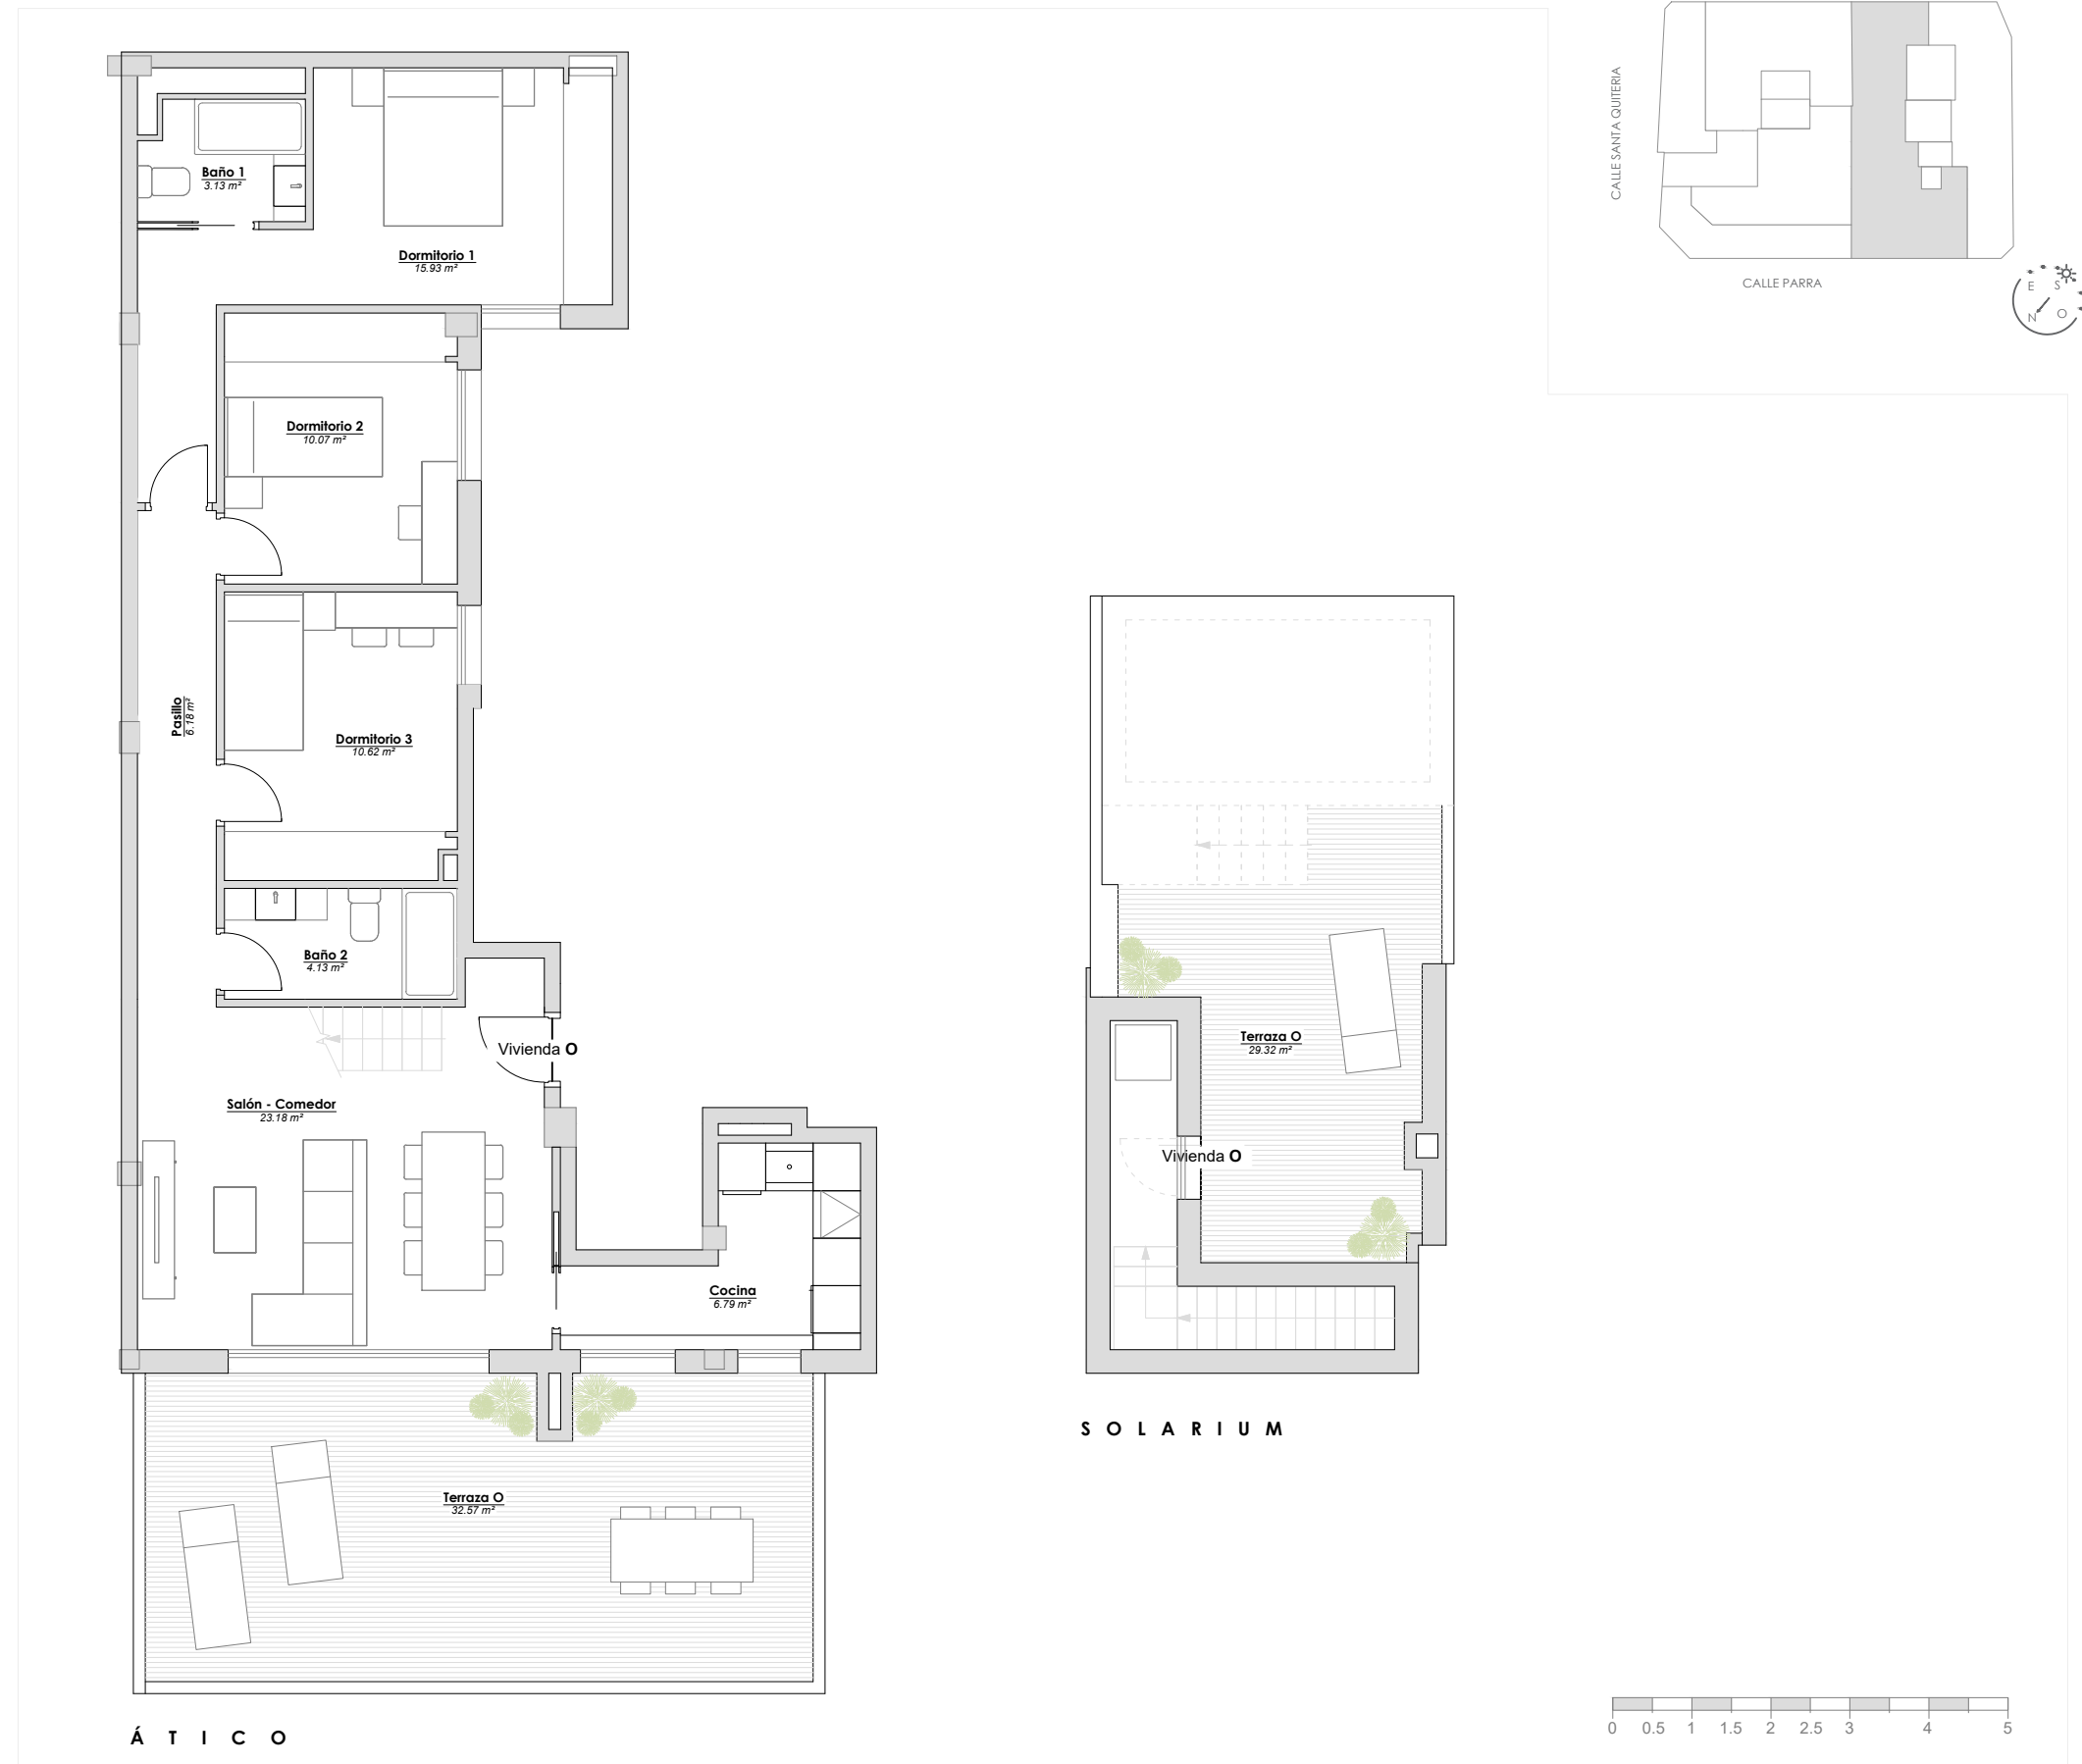 CALLE SANTA QUITERIA
CALLE PARRA
E S
N O
Baño 1
3.13 m²
Dormitorio 1
15.93 m²
Dormitorio 2
10.07 m²
Pasillo
6.18 m²
Dormitorio 3
10.62 m²
Baño 2
4.13 m²
Vivienda O
Salón - Comedor
23.18 m²
Cocina
6.79 m²
Terraza O
32.57 m²
Á T I C O
Terraza O
29.32 m²
Vivienda O
S O L A R I U M
0 0.5 1 1.5 2 2.5 3 4 5